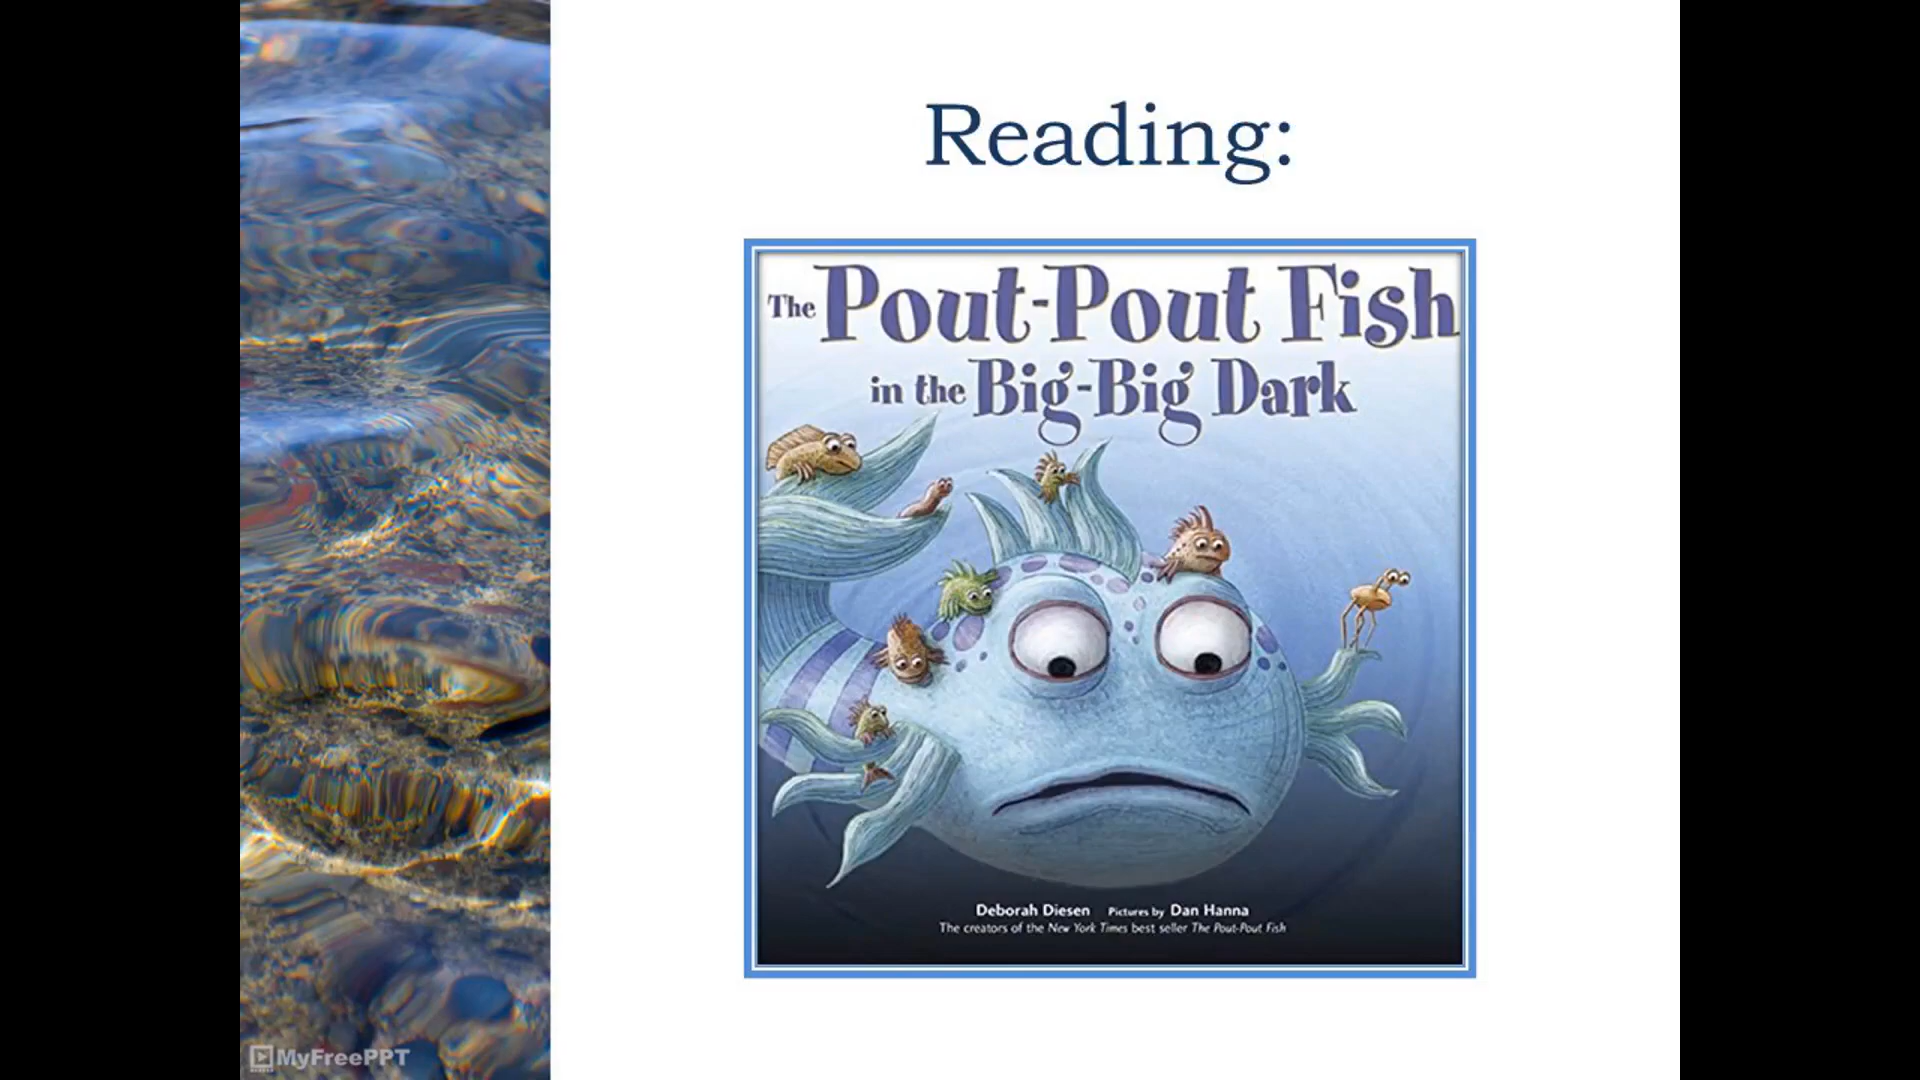 Reading:
The Pout-Pout Fish
in the Big-Big Dark
Deborah Diesen Pictures by Dan Hanna
The creators of the New York Times best seller The Pout-Pout Fish
MyFreePPT